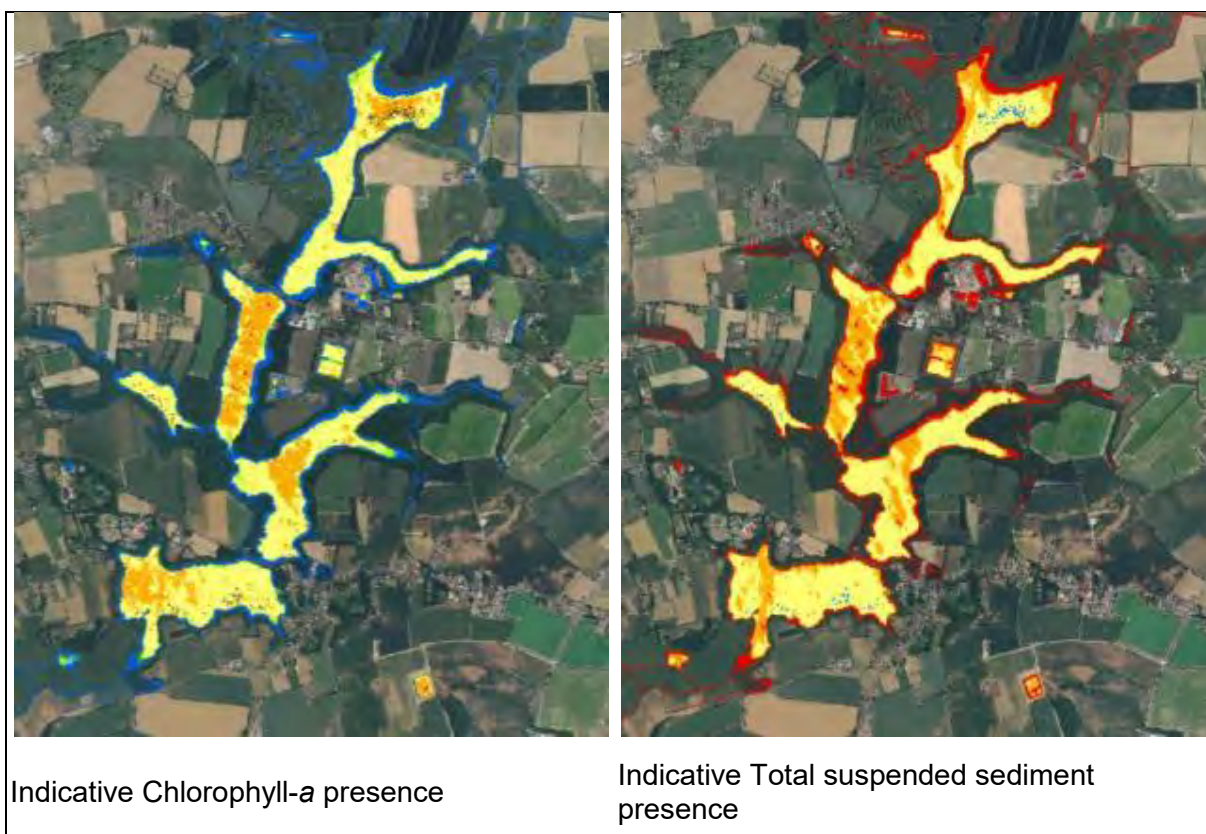 Indicative Chlorophyll-a presence
Indicative Total suspended sediment
presence